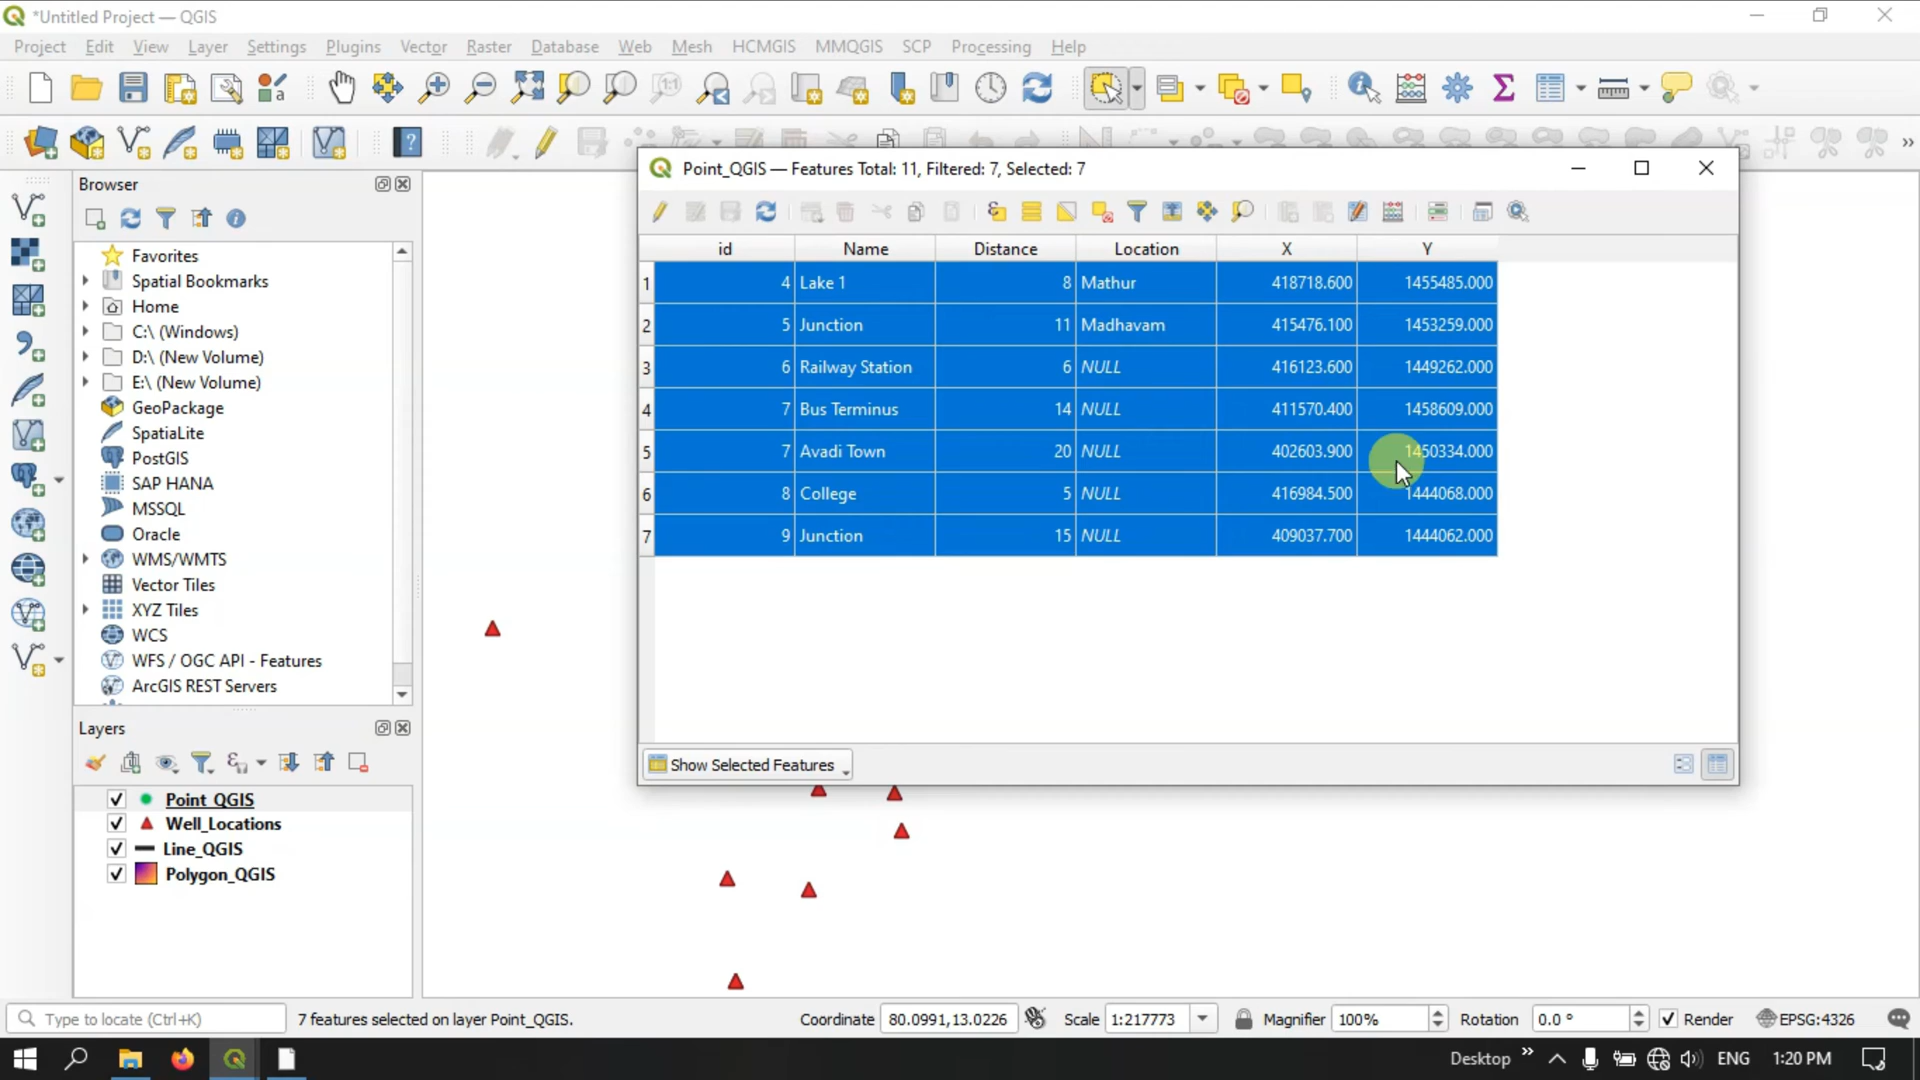 *Untitled Project — QGIS
Project Edit View Layer Settings Plugins Vector Raster Database Web Mesh HCMGIS MMQGIS SCP Processing Help
Browser
Favorites
Spatial Bookmarks
Home
C:\ (Windows)
D:\ (New Volume)
E:\ (New Volume)
GeoPackage
SpatiaLite
PostGIS
SAP HANA
MSSQL
Oracle
WMS/WMTS
Vector Tiles
XYZ Tiles
WCS
WFS / OGC API - Features
ArcGIS REST Servers
Layers
Point_QGIS
Well_Locations
Line_QGIS
Polygon_QGIS
Point_QGIS — Features Total: 11, Filtered: 7, Selected: 7
id Name Distance Location X Y
1 4 Lake 1 8 Mathur 418718.600 1455485.000
2 5 Junction 11 Madhavam 415476.100 1453259.000
3 6 Railway Station 6 NULL 416123.600 1449262.000
4 7 Bus Terminus 14 NULL 411570.400 1458609.000
5 7 Avadi Town 20 NULL 402603.900 1450334.000
6 8 College 5 NULL 416984.500 1444068.000
7 9 Junction 15 NULL 409037.700 1444062.000
Show Selected Features
Type to locate (Ctrl+K) 7 features selected on layer Point_QGIS. Coordinate 80.0991,13.0226 Scale 1:217773 Magnifier 100% Rotation 0.0 ° Render EPSG:4326
Desktop » ENG 1:20 PM